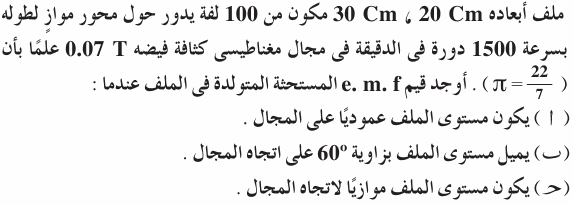 ملف أبعاده 20 Cm ، 30 Cm مكون من 100 لفة يدور حول محور موازٍ لطوله
بسرعة 1500 دورة فى الدقيقة فى مجال مغناطيسى كثافة فيضه 0.07 T علمًا بأن
( π = 22/7 ) . أوجد قيم e. m. f المستحثة المتولدة فى الملف عندما :
( ا ) يكون مستوى الملف عموديًا على المجال .
( ب ) يميل مستوى الملف بزاوية 60º على اتجاه المجال .
( حـ ) يكون مستوى الملف موازيًا لاتجاه المجال .